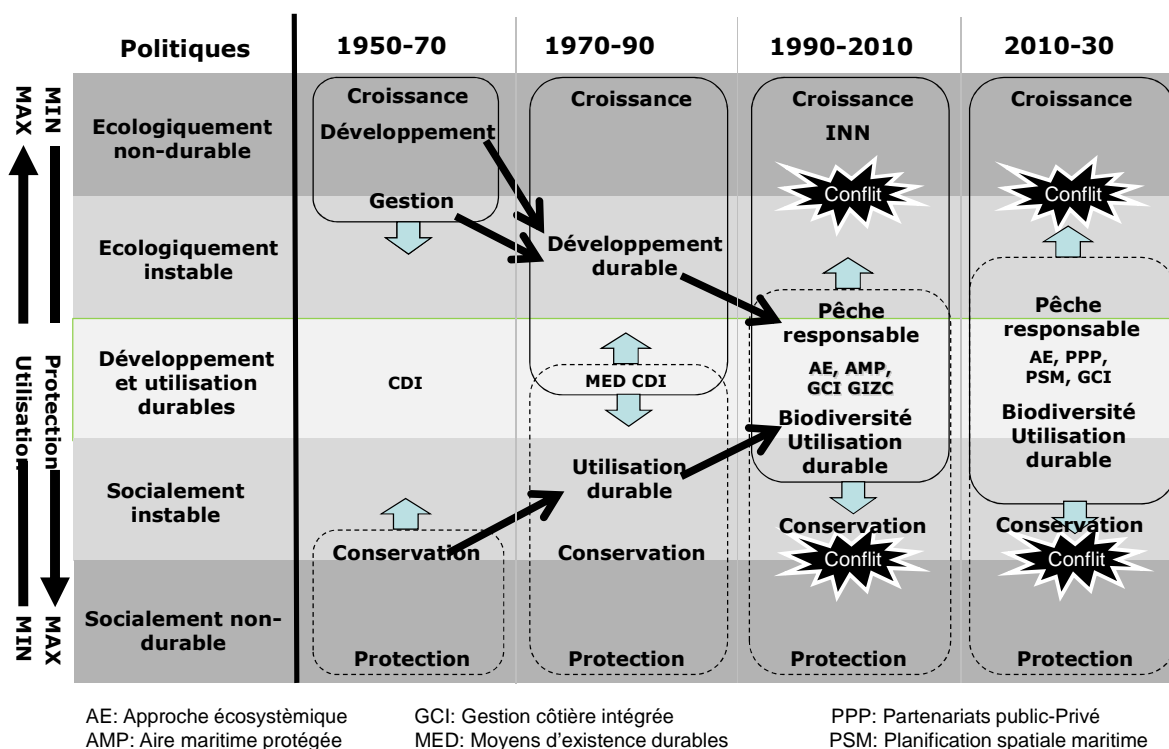 Politiques
1950-70
1970-90
1990-2010
2010-30
MAX
MIN
Utilisation
Protection
MIN
MAX
Ecologiquement
non-durable
Ecologiquement
instable
Développement
et utilisation
durables
Socialement
instable
Socialement non-
durable
Croissance
Développement
Gestion
CDI
Conservation
Protection
Croissance
Développement
durable
MED CDI
Utilisation
durable
Conservation
Protection
Croissance
INN
Conflit
Pêche
responsable
AE, AMP,
GCI GIZC
Biodiversité
Utilisation
durable
Conservation
Conflit
Protection
Croissance
Conflit
Pêche
responsable
AE, PPP,
PSM, GCI
Biodiversité
Utilisation
durable
Conservation
Conflit
Protection
AE: Approche écosystèmique
GCI: Gestion côtière intégrée
PPP: Partenariats public-Privé
AMP: Aire maritime protégée
MED: Moyens d'existence durables
PSM: Planification spatiale maritime